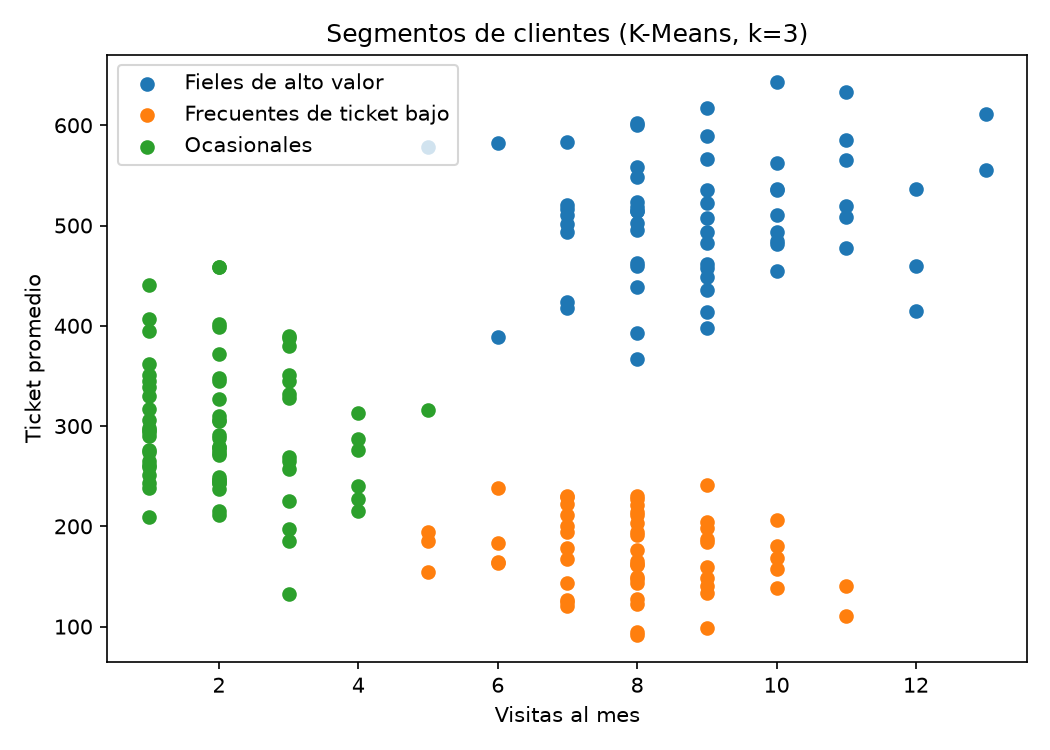 Segmentos de clientes (K-Means, k=3)
Fieles de alto valor
Frecuentes de ticket bajo
Ocasionales
Ticket promedio
600
500
400
300
200
100
2 4 6 8 10 12
Visitas al mes